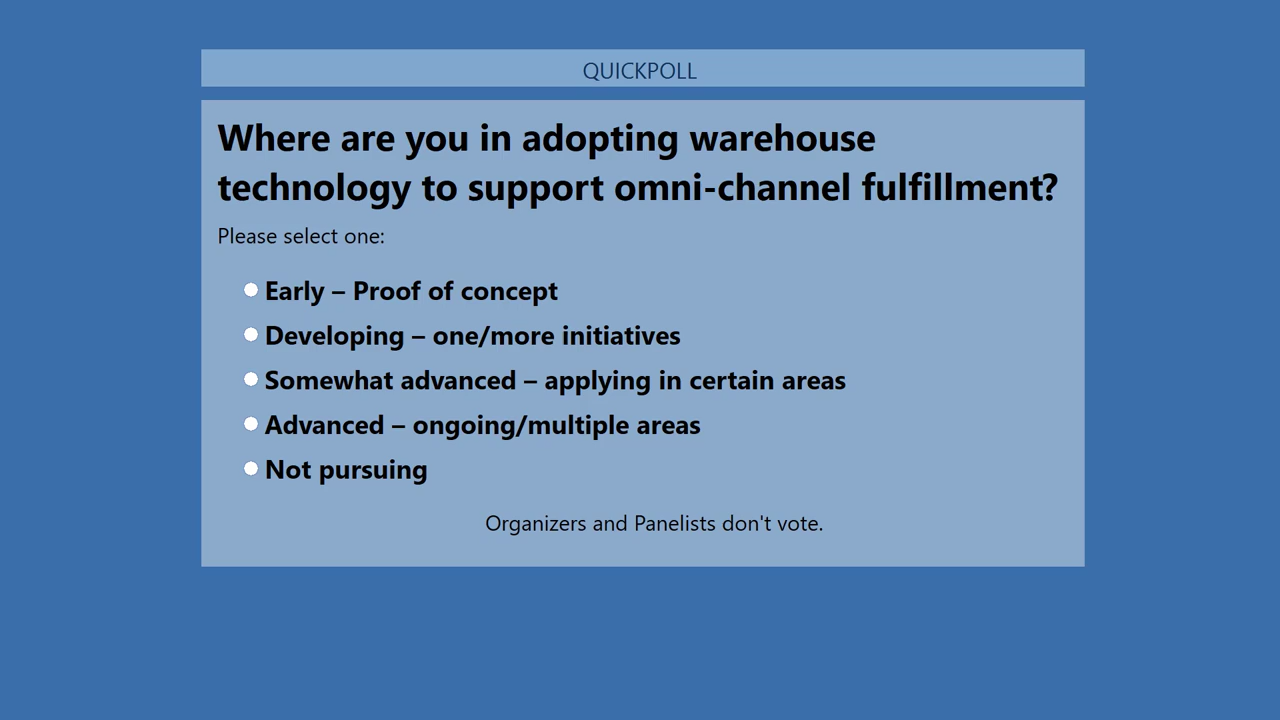 QUICKPOLL
Where are you in adopting warehouse
technology to support omni-channel fulfillment?
Please select one:
Early – Proof of concept
Developing – one/more initiatives
Somewhat advanced – applying in certain areas
Advanced – ongoing/multiple areas
Not pursuing
Organizers and Panelists don't vote.